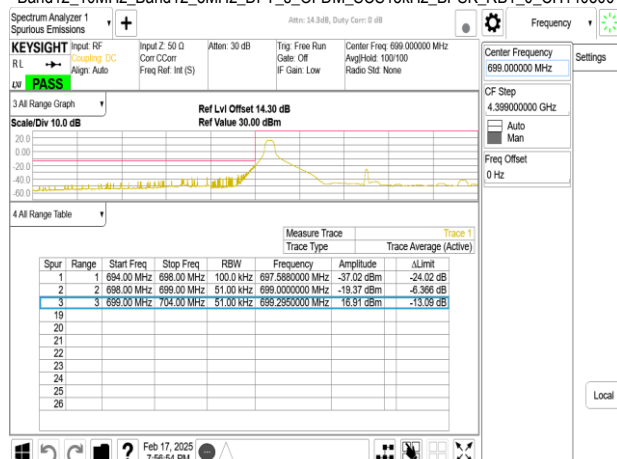 Spectrum Analyzer 1
Spurious Emissions
Attn: 14.3dB, Duty Corr: 0 dB
Frequency
KEYSIGHT
RL
LXI
PASS
Input: RF
Coupling: DC
Align: Auto
Input Z: 50 Ω
Corr CCorr
Freq Ref: Int (S)
Atten: 30 dB
Trig: Free Run
Gate: Off
IF Gain: Low
Center Freq: 699.000000 MHz
Avg|Hold: 100/100
Radio Std: None
Center Frequency
699.000000 MHz
Settings
CF Step
4.399000000 GHz
Auto
Man
Freq Offset
0 Hz
3 All Range Graph
Scale/Div 10.0 dB
Ref Lvl Offset 14.30 dB
Ref Value 30.00 dBm
20.0
0.00
-20.0
-40.0
-60.0
4 All Range Table
Measure Trace Trace 1
Trace Type Trace Average (Active)
Spur Range Start Freq Stop Freq RBW Frequency Amplitude ΔLimit
1 1 694.00 MHz 698.00 MHz 100.0 kHz 697.5880000 MHz -37.02 dBm -24.02 dB
2 2 698.00 MHz 699.00 MHz 51.00 kHz 699.0000000 MHz -19.37 dBm -6.366 dB
3 3 699.00 MHz 704.00 MHz 51.00 kHz 699.2950000 MHz 16.91 dBm -13.09 dB
19
20
21
22
23
24
25
26
Local
Feb 17, 2025